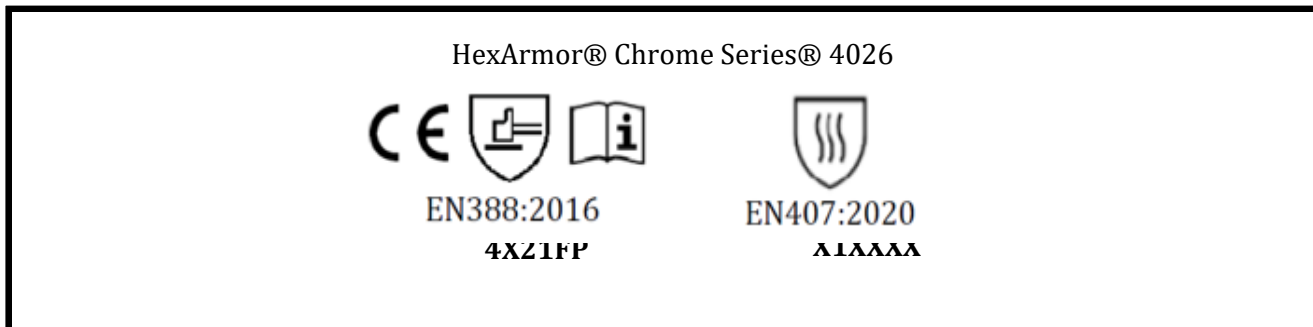 HexArmor® Chrome Series® 4026
CE i
EN388:2016 EN407:2020
4X21FP X1XXXX